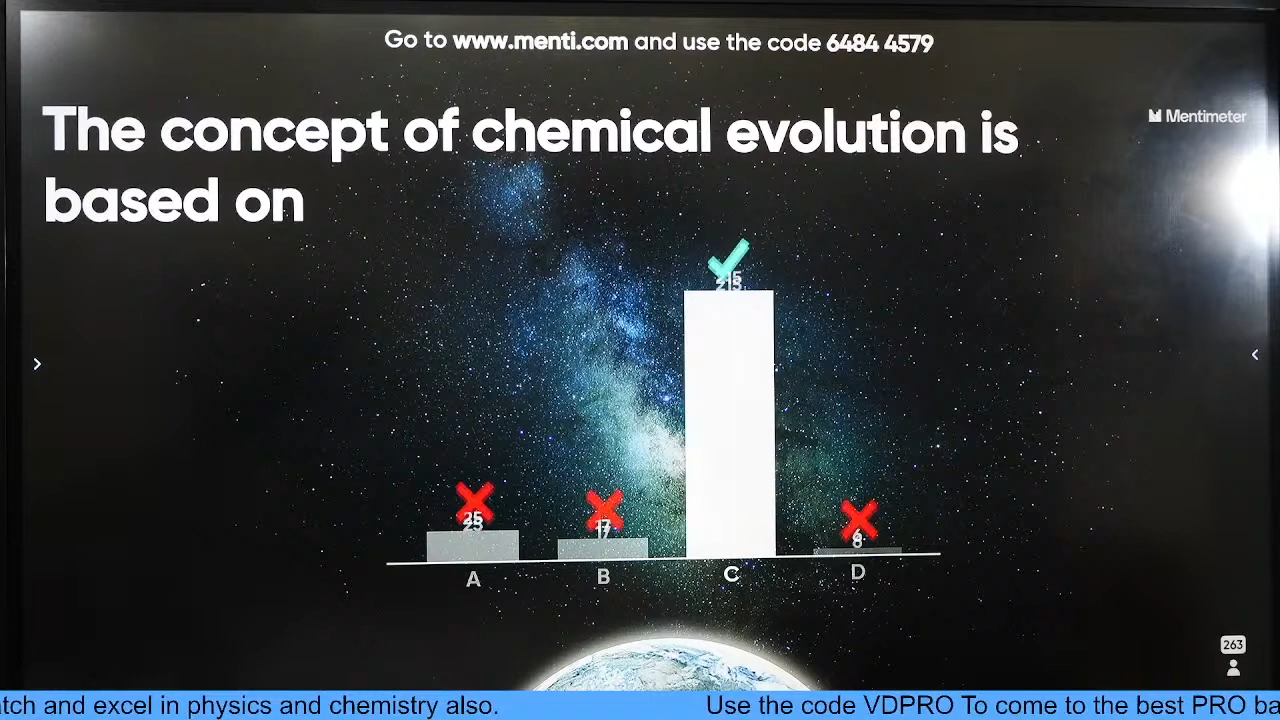 Go to www.menti.com and use the code 6484 4579
The concept of chemical evolution is
based on
Mentimeter
A
B
C
D
263
atch and excel in physics and chemistry also.
Use the code VDPRO To come to the best PRO ba